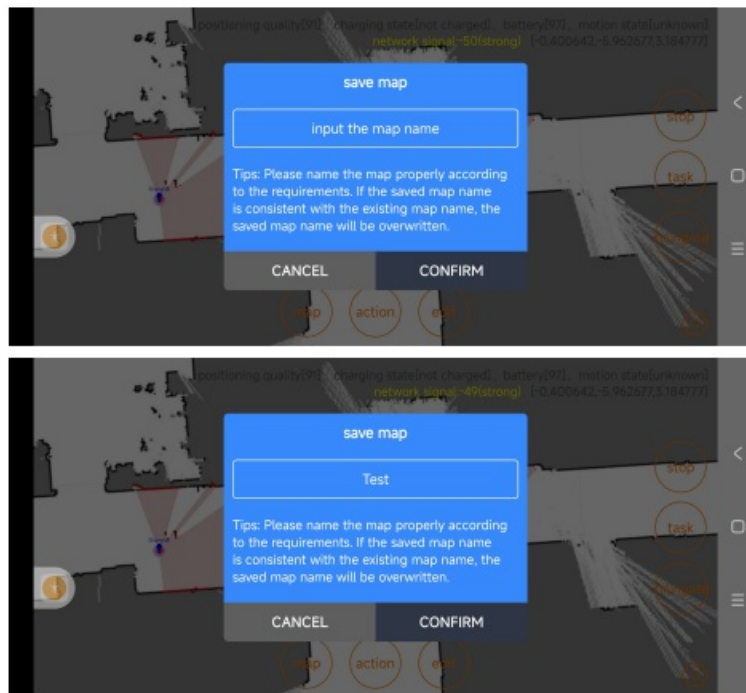 positioning quality[91], charging state[not charged], battery[97], motion state[unknown]
network signal:-50(strong) [-0.400642,-5.962677,3.184777]
save map
input the map name
Tips: Please name the map properly according
to the requirements. If the saved map name
is consistent with the existing map name, the
saved map name will be overwritten.
CANCEL CONFIRM
stop
task
map action
positioning quality[91], charging state[not charged], battery[97], motion state[unknown]
network signal:-49(strong) [-0.400642,-5.962677,3.184777]
save map
Test
Tips: Please name the map properly according
to the requirements. If the saved map name
is consistent with the existing map name, the
saved map name will be overwritten.
CANCEL CONFIRM
stop
task
map action